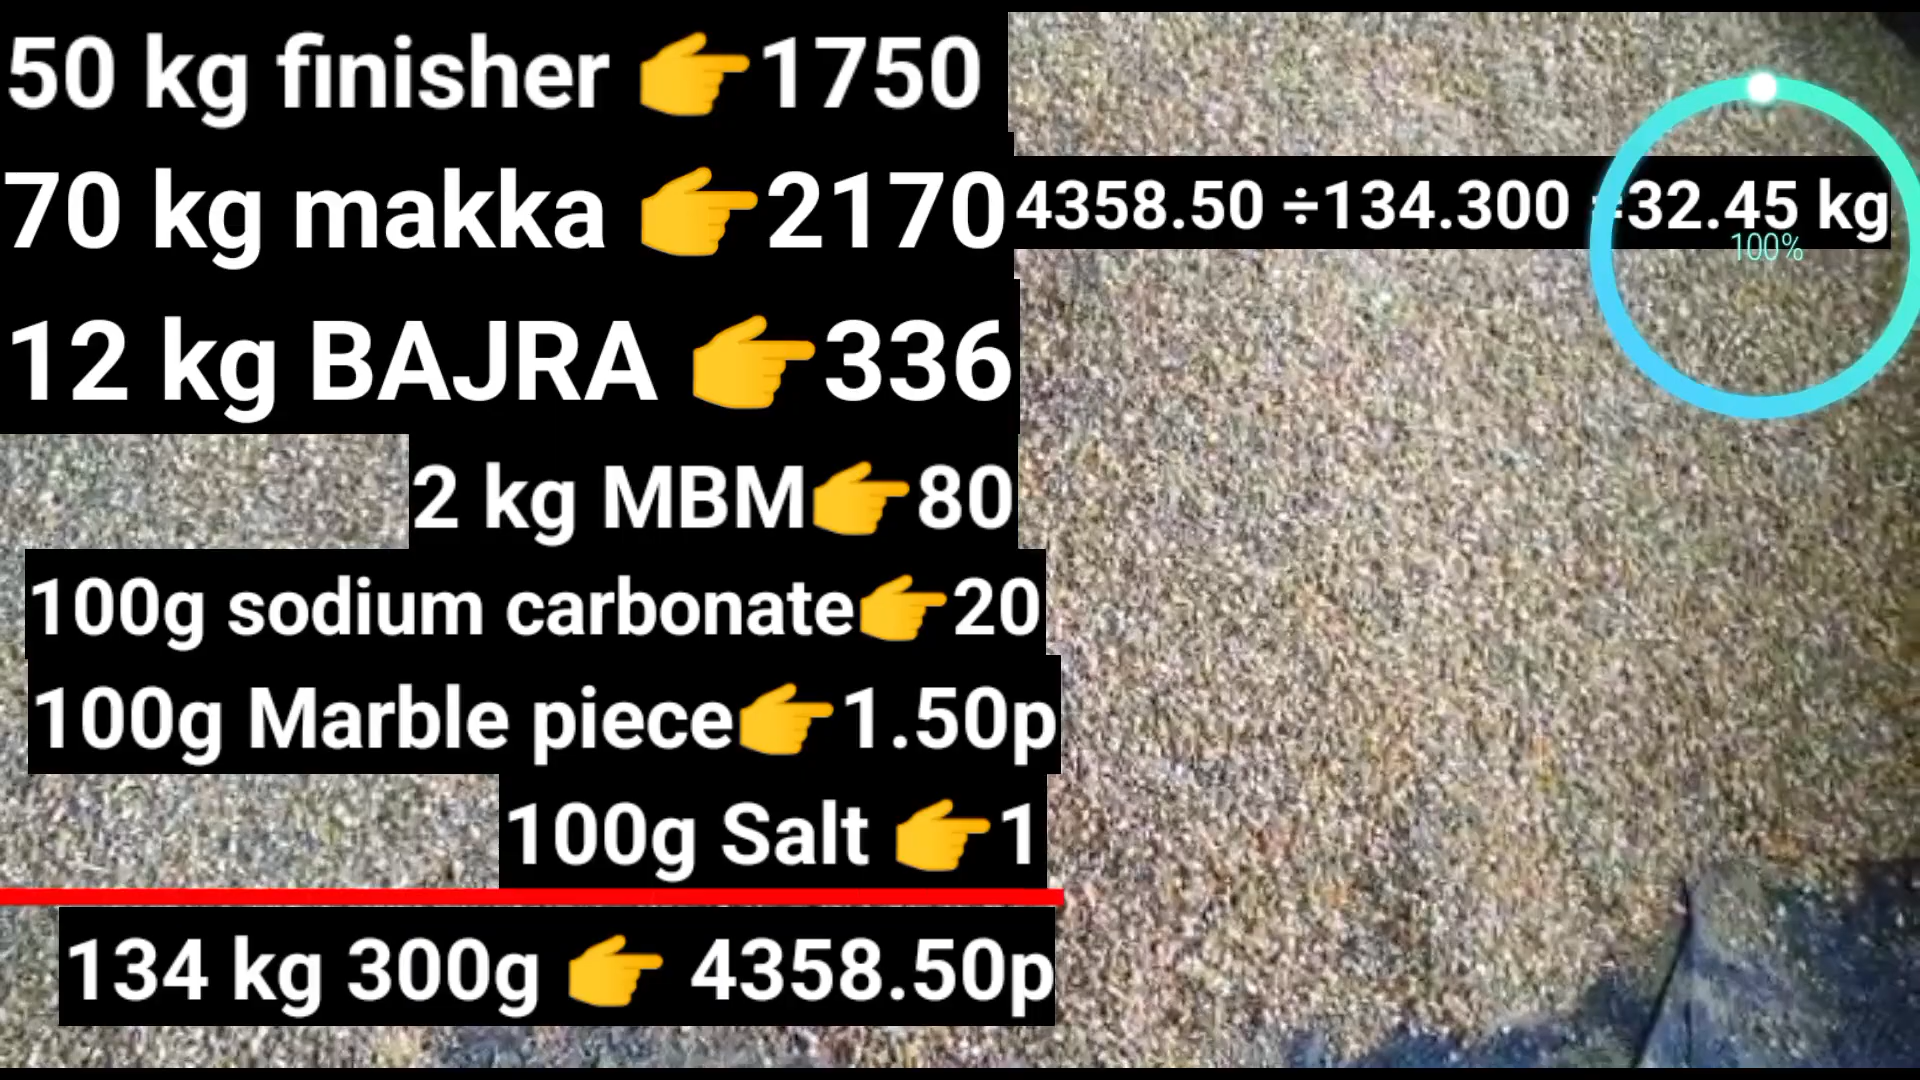 50 kg finisher 👉1750
70 kg makka 👉2170
4358.50 ÷134.300 =32.45 kg
100%
12 kg BAJRA 👉336
2 kg MBM👉80
100g sodium carbonate👉20
100g Marble piece👉1.50p
100g Salt 👉1
134 kg 300g 👉 4358.50p